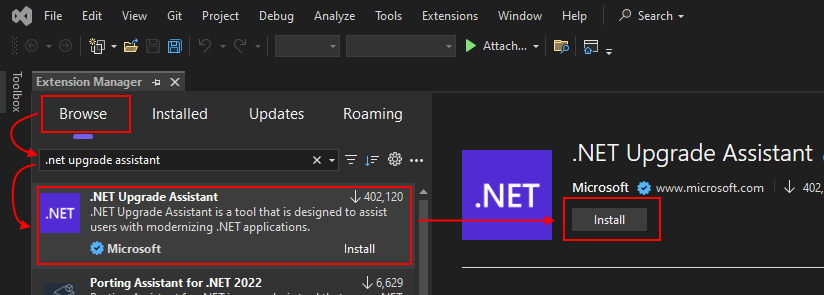 File Edit View Git Project Debug Analyze Tools Extensions Window Help Search
Attach...
Toolbox
Extension Manager
Browse Installed Updates Roaming
.net upgrade assistant
.NET
.NET Upgrade Assistant 402,120
.NET Upgrade Assistant is a tool that is designed to assist
users with modernizing .NET applications.
Microsoft Install
Porting Assistant for .NET 2022 6,629
.NET
.NET Upgrade Assistant
Microsoft www.microsoft.com 402,
Install